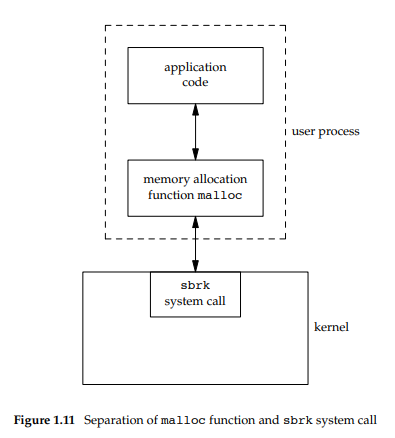 application
code
user process
memory allocation
function malloc
sbrk
system call
kernel
Figure 1.11 Separation of malloc function and sbrk system call